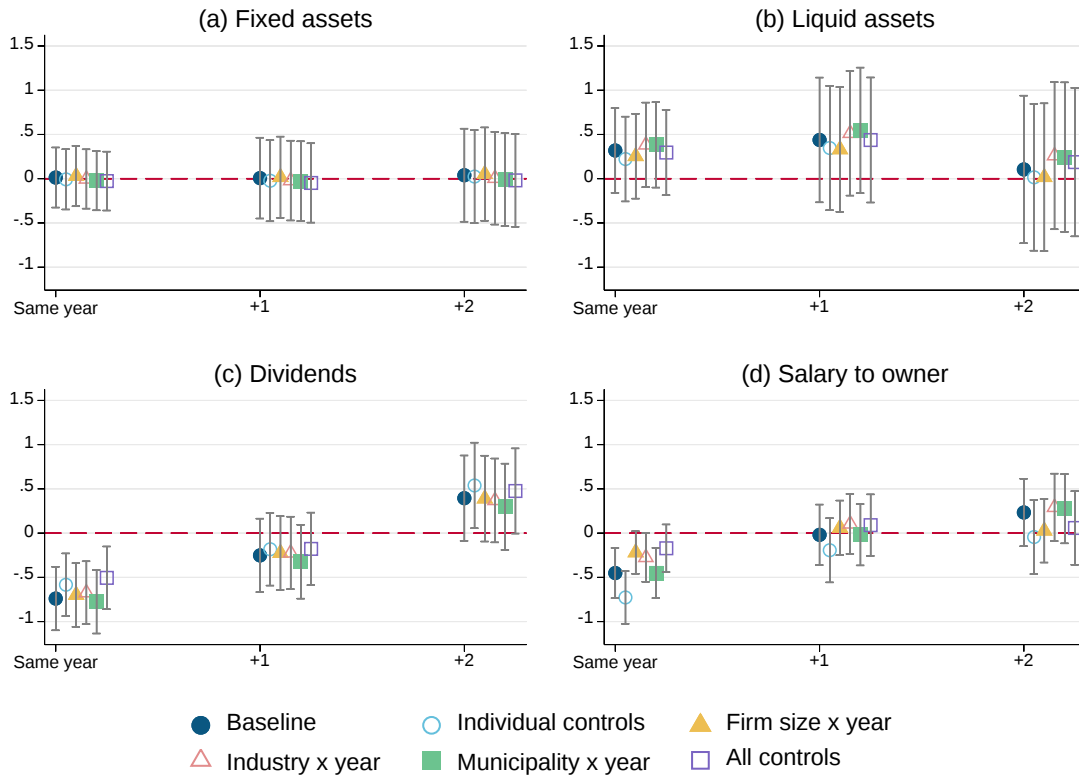 (a) Fixed assets
1.5
1
.5
0
-.5
-1
Same year +1 +2
(b) Liquid assets
1.5
1
.5
0
-.5
-1
Same year +1 +2
(c) Dividends
1.5
1
.5
0
-.5
-1
Same year +1 +2
(d) Salary to owner
1.5
1
.5
0
-.5
-1
Same year +1 +2
Baseline Individual controls Firm size x year
Industry x year Municipality x year All controls